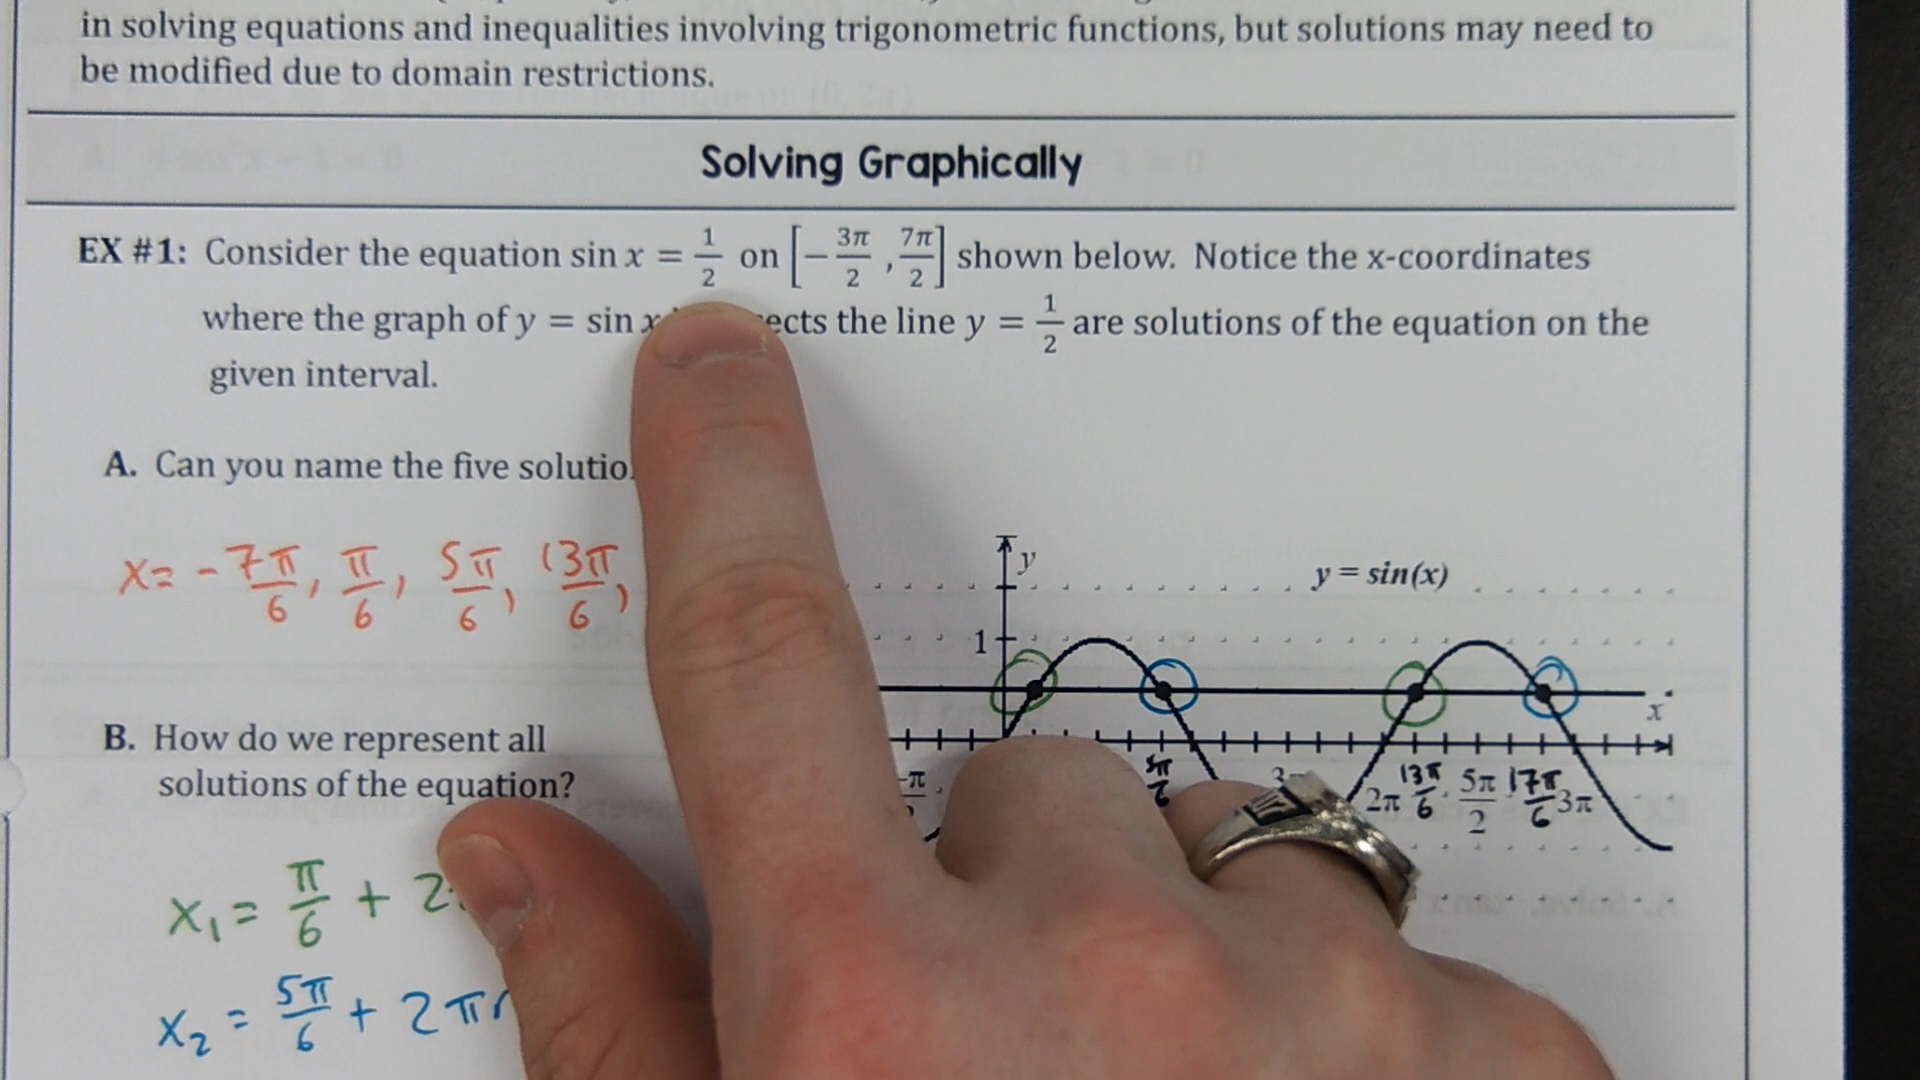 in solving equations and inequalities involving trigonometric functions, but solutions may need to
be modified due to domain restrictions.
Solving Graphically
EX #1: Consider the equation sin x = 1/2 on [-3π/2, 7π/2] shown below. Notice the x-coordinates
where the graph of y = sin x ects the line y = 1/2 are solutions of the equation on the
given interval.
A. Can you name the five solutio
x = -7π/6, π/6, 5π/6, 13π/6,
y
y = sin(x)
1
x
-π/2 2π 13π/6 5π/2 17π/6 3π
B. How do we represent all
solutions of the equation?
x₁ = π/6 + 2
x₂ = 5π/6 + 2π